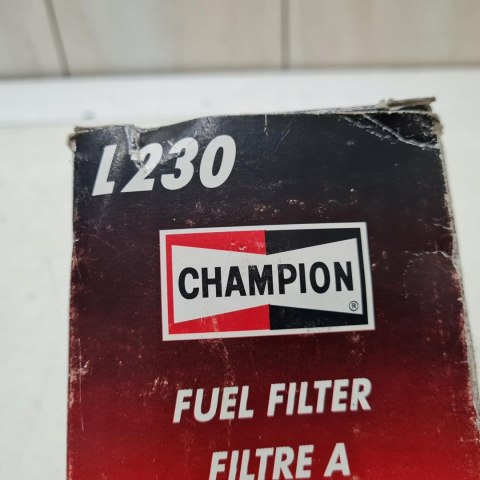 L230
CHAMPION
®
FUEL FILTER
FILTRE A